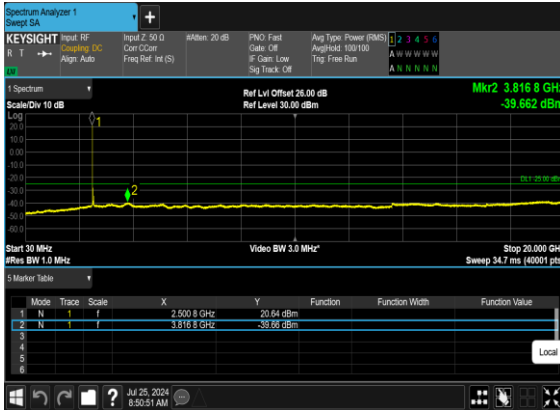 Spectrum Analyzer 1
Swept SA
+
KEYSIGHT Input: RF Input Z: 50 Ω #Atten: 20 dB PNO: Fast Avg Type: Power (RMS) 1 2 3 4 5 6
R T Coupling: DC Corr CCorr Gate: Off Avg|Hold: 100/100 A W W W W W
Align: Auto Freq Ref: Int (S) IF Gain: Low Trig: Free Run
Sig Track: Off A N N N N N
LXI
1 Spectrum Ref Lvl Offset 26.00 dB Mkr2 3.816 8 GHz
Scale/Div 10 dB Ref Level 30.00 dBm -39.662 dBm
Log
1
20.0
10.0
0.00
-10.0
-20.0
DL1 -25.00 dBm
-30.0
2
-40.0
-50.0
-60.0
Start 30 MHz Video BW 3.0 MHz* Stop 20.000 GH
#Res BW 1.0 MHz Sweep 34.7 ms (40001 pts
5 Marker Table
Mode Trace Scale X Y Function Function Width Function Value
1 N 1 f 2.500 8 GHz 20.64 dBm
2 N 1 f 3.816 8 GHz -39.66 dBm
3
4
5
6
Local
? Jul 25, 2024
8:50:51 AM